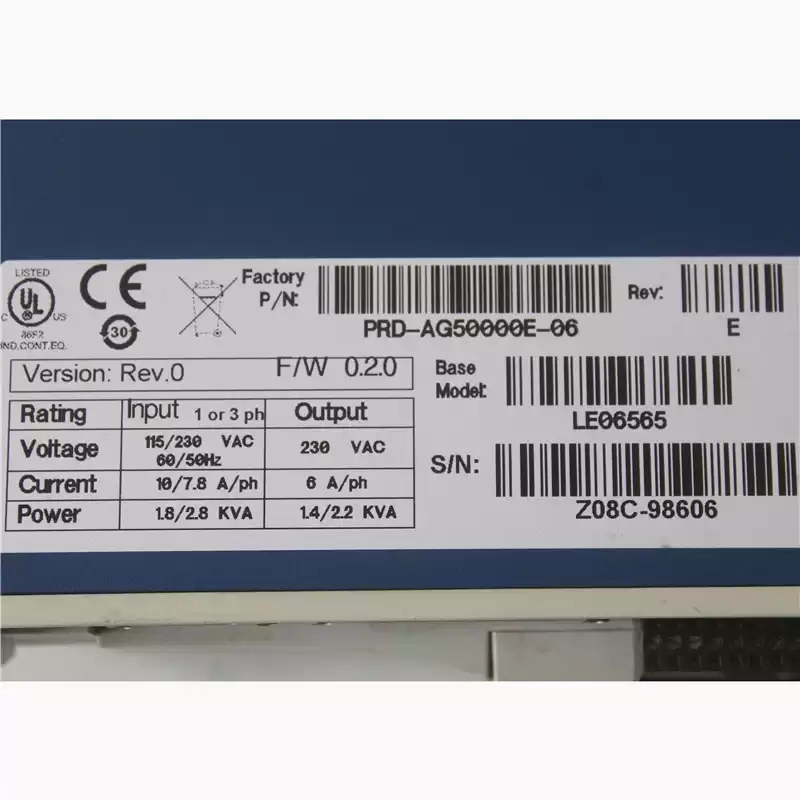 LISTED
UL
C US
86F2
IND.CONT.EQ.
CE
30
Factory
P/N:
PRD-AG50000E-06
Rev:
E
Version: Rev.0 F/W 0.2.0
Base
Model:
LE06565
Rating Input 1 or 3 ph Output
Voltage 115/230 VAC 60/50Hz 230 VAC
Current 10/7.8 A/ph 6 A/ph
Power 1.8/2.8 KVA 1.4/2.2 KVA
S/N:
Z08C-98606